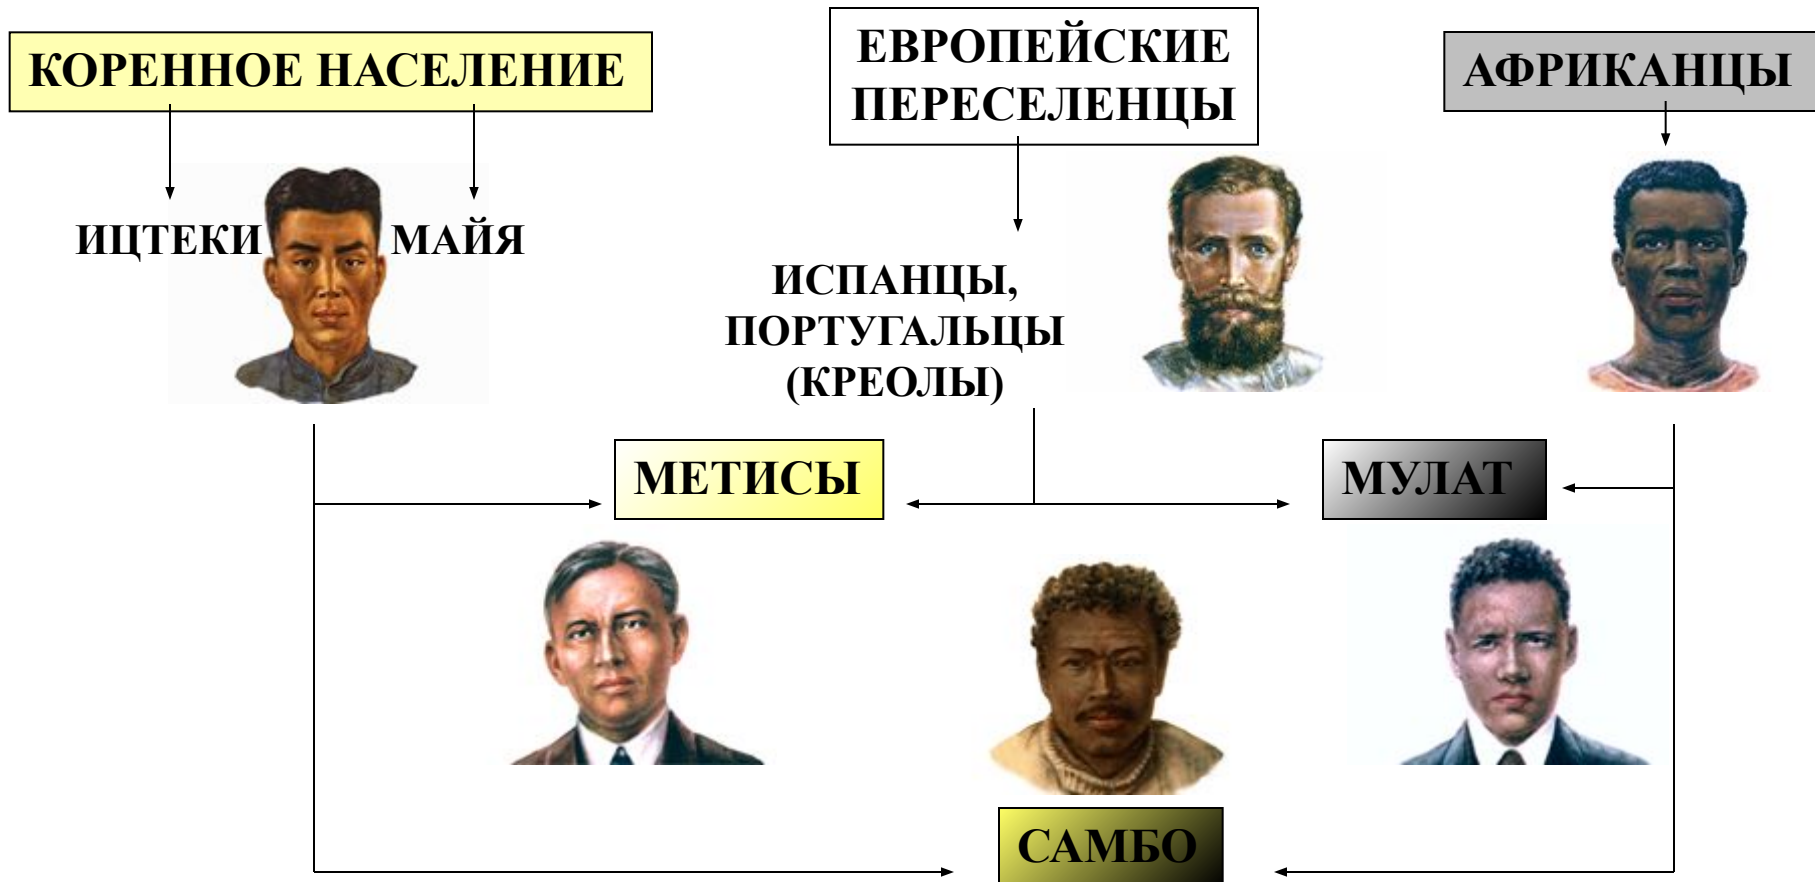 КОРЕННОЕ НАСЕЛЕНИЕ
ЕВРОПЕЙСКИЕ
ПЕРЕСЕЛЕНЦЫ
АФРИКАНЦЫ
ИЦТЕКИ
МАЙЯ
ИСПАНЦЫ,
ПОРТУГАЛЬЦЫ
(КРЕОЛЫ)
МЕТИСЫ
МУЛАТ
САМБО